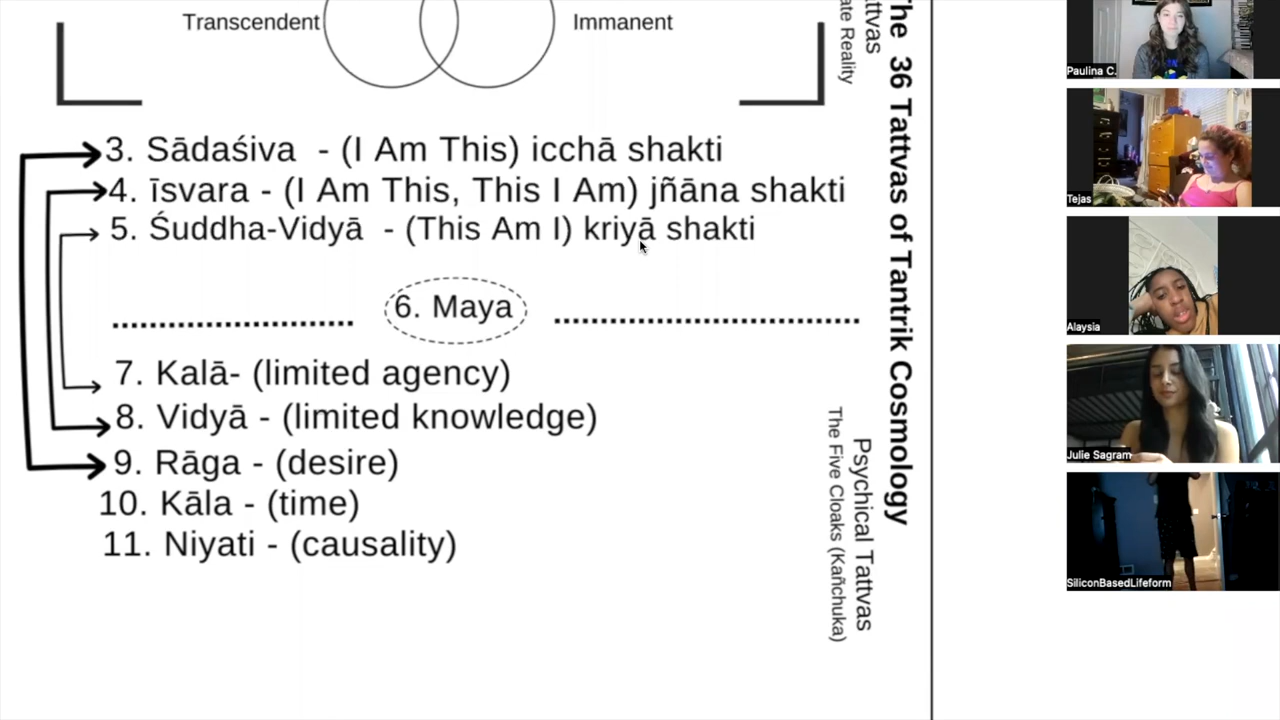 Transcendent
Immanent
3. Sādaśiva - (I Am This) icchā shakti
4. īsvara - (I Am This, This I Am) jñāna shakti
5. Śuddha-Vidyā - (This Am I) kriyā shakti
6. Maya
7. Kalā- (limited agency)
8. Vidyā - (limited knowledge)
9. Rāga - (desire)
10. Kāla - (time)
11. Niyati - (causality)
36 Tattvas of Tantrik Cosmology
Reality
Psychical Tattvas
The Five Cloaks (Kañchuka)
Paulina C.
Tejas
Alaysia
Julie Sagram
SiliconBasedLifeform